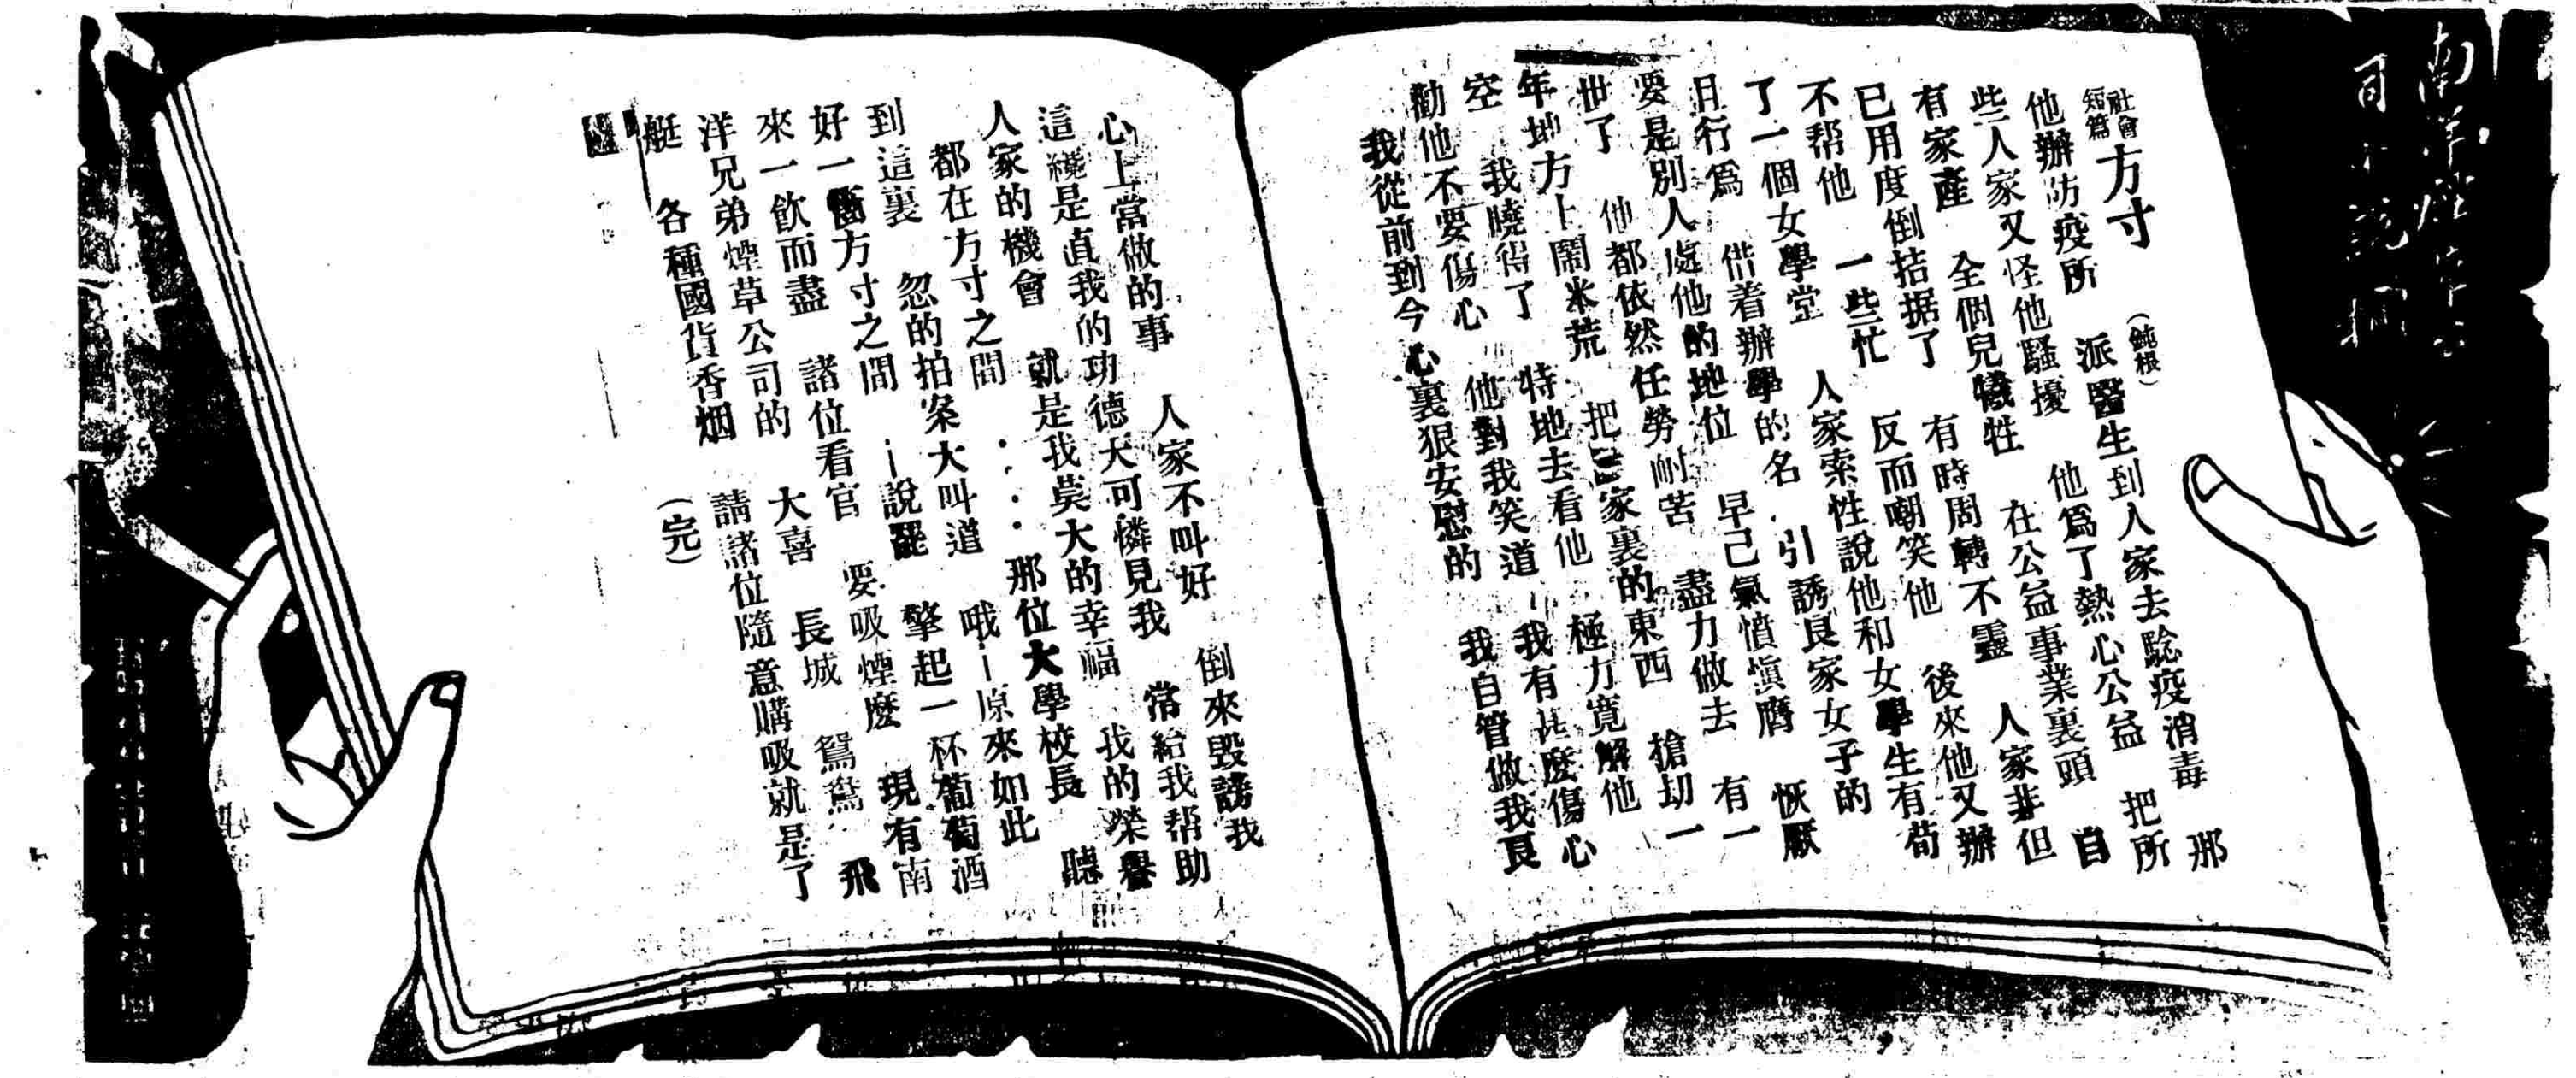 社會短篇 方寸 (鈍根)
他辦防疫所 派醫生到人家去騐疫消毒 那
些人家又怪他騷擾 他爲了熱心公益 把所
有家產 全個兒犧牲 在公益事業裏頭 自
已用度倒拮据了 有時周轉不靈 人家非但
不帮他 一些忙 反而嘲笑他 後來他又辦
了一個女學堂 人家索性說他和女學生有苟
且行爲 借着辦學的名 引誘良家女子的
要是別人處他的地位 早己氣憤愼膺 恢厭
世了 他都依然任勞耐苦 盡力做去 有一
年地方上鬧米荒 把家裏的東西 搶刧一
空 我曉得了 特地去看他 極力寬解他
勸他不要傷心 他對我笑道 我有甚麼傷心
我從前到今 心裏狠安慰的 我自管做我良
心上當做的事 人家不叫好 倒來毀謗我
這纔是直我的功德 天可憐見我 常給我帮助
人家的機會 就是我莫大的幸福 我的榮譽
都在方寸之間 ····那位大學校長 聽
到這裏 忽的拍案大叫道 哦—原來如此
好一個方寸之間 —說罷 擎起一杯葡萄酒
來一飲而盡 諸位看官 要吸煙麼 現有南
洋兄弟煙草公司的 大喜 長城 鴛鴦 飛
艇 各種國貨香烟 請諸位隨意購吸就是了
(完)